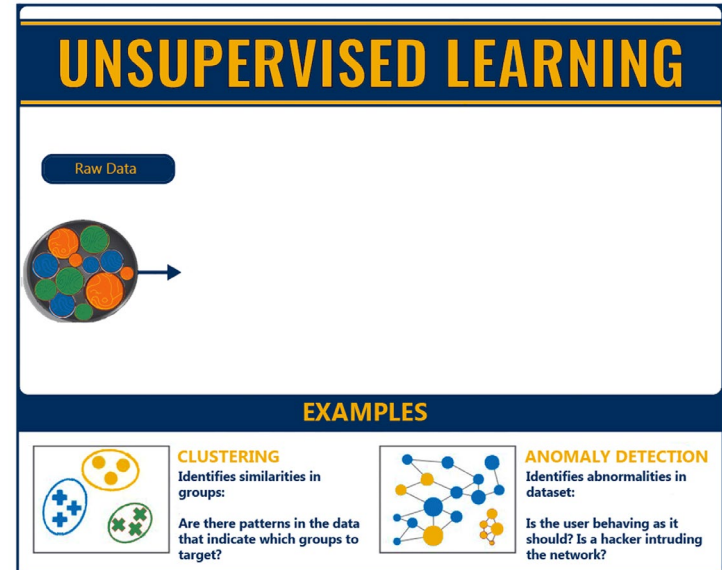 UNSUPERVISED LEARNING
Raw Data
EXAMPLES
CLUSTERING
Identifies similarities in
groups:
Are there patterns in the data
that indicate which groups to
target?
ANOMALY DETECTION
Identifies abnormalities in
dataset:
Is the user behaving as it
should? Is a hacker intruding
the network?